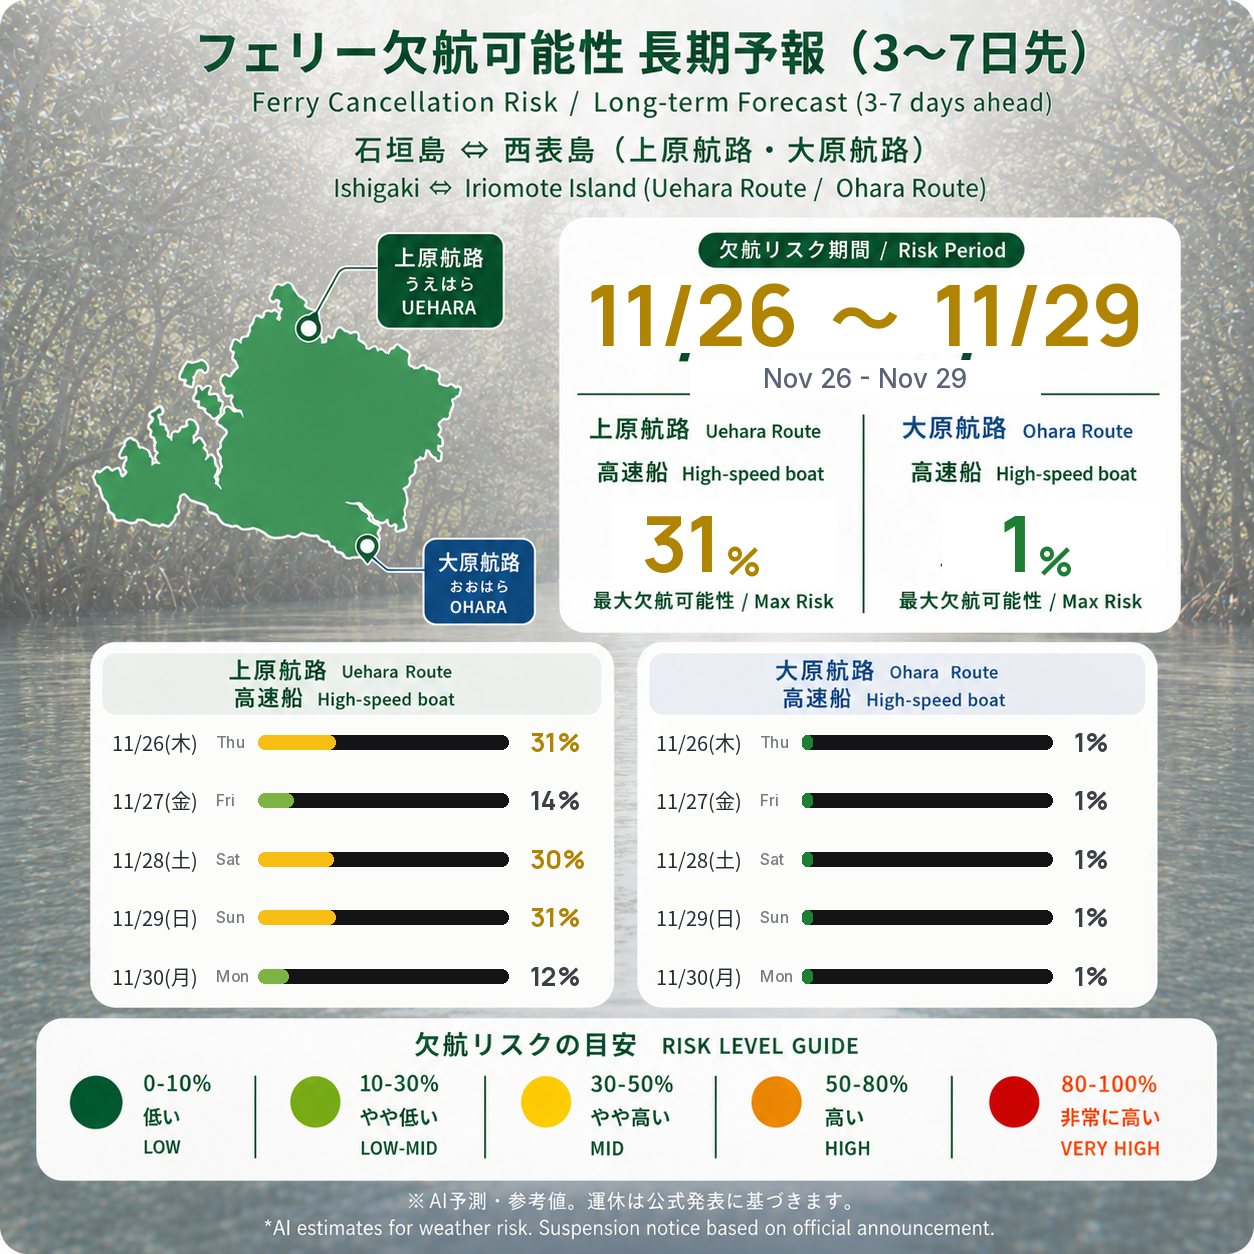 フェリー欠航可能性 長期予報（3〜7日先）
Ferry Cancellation Risk / Long-term Forecast (3-7 days ahead)
石垣島 ⇔ 西表島（上原航路・大原航路）
Ishigaki ⇔ Iriomote Island (Uehara Route / Ohara Route)
上原航路
うえはら
UEHARA
大原航路
おおはら
OHARA
欠航リスク期間 / Risk Period
11/26 〜 11/29
Nov 26 - Nov 29
上原航路 Uehara Route
高速船 High-speed boat
31%
最大欠航可能性 / Max Risk
大原航路 Ohara Route
高速船 High-speed boat
1%
最大欠航可能性 / Max Risk
上原航路 Uehara Route
高速船 High-speed boat
11/26(木) Thu 31%
11/27(金) Fri 14%
11/28(土) Sat 30%
11/29(日) Sun 31%
11/30(月) Mon 12%
大原航路 Ohara Route
高速船 High-speed boat
11/26(木) Thu 1%
11/27(金) Fri 1%
11/28(土) Sat 1%
11/29(日) Sun 1%
11/30(月) Mon 1%
欠航リスクの目安 RISK LEVEL GUIDE
0-10%
低い
LOW
10-30%
やや低い
LOW-MID
30-50%
やや高い
MID
50-80%
高い
HIGH
80-100%
非常に高い
VERY HIGH
※ AI予測・参考値。運休は公式発表に基づきます。
*AI estimates for weather risk. Suspension notice based on official announcement.